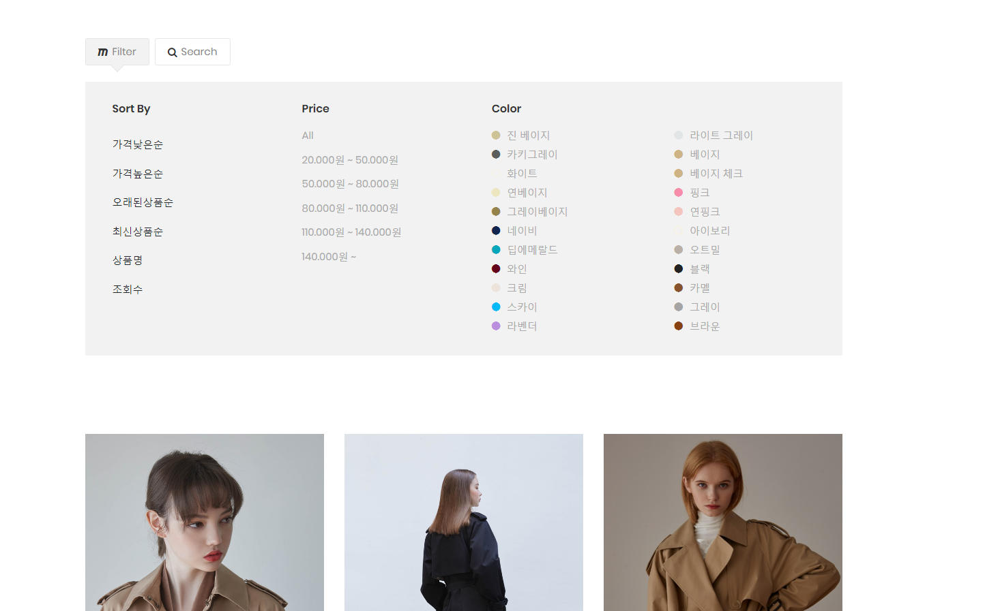 Filter
Search
Sort By
가격낮은순
가격높은순
오래된상품순
최신상품순
상품명
조회수
Price
All
20.000원 ~ 50.000원
50.000원 ~ 80.000원
80.000원 ~ 110.000원
110.000원 ~ 140.000원
140.000원 ~
Color
진 베이지
카키그레이
화이트
연베이지
그레이베이지
네이비
딥에메랄드
와인
크림
스카이
라벤더
라이트 그레이
베이지
베이지 체크
핑크
연핑크
아이보리
오트밀
블랙
카멜
그레이
브라운